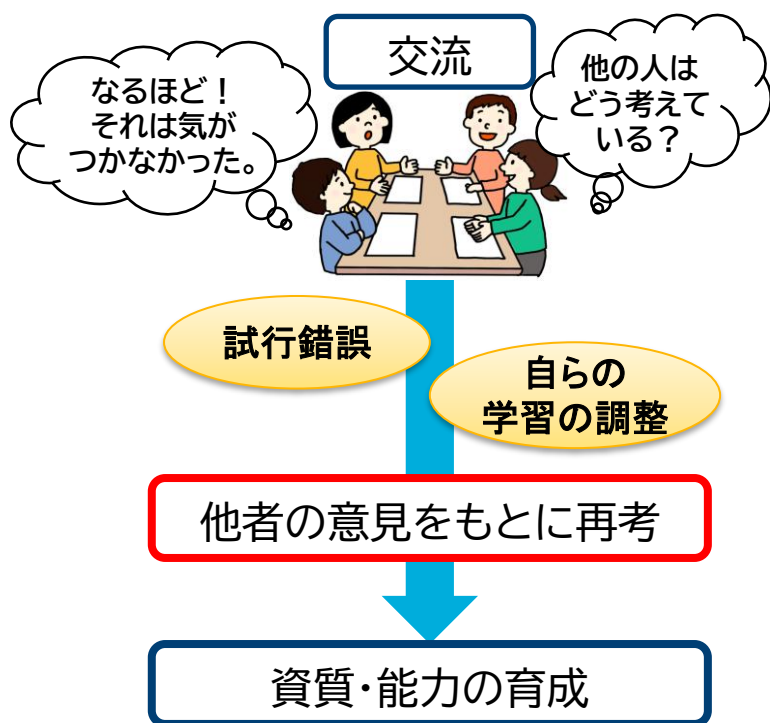 交流
なるほど！
それは気が
つかなかった。
他の人は
どう考えて
いる？
試行錯誤
自らの
学習の調整
他者の意見をもとに再考
資質・能力の育成